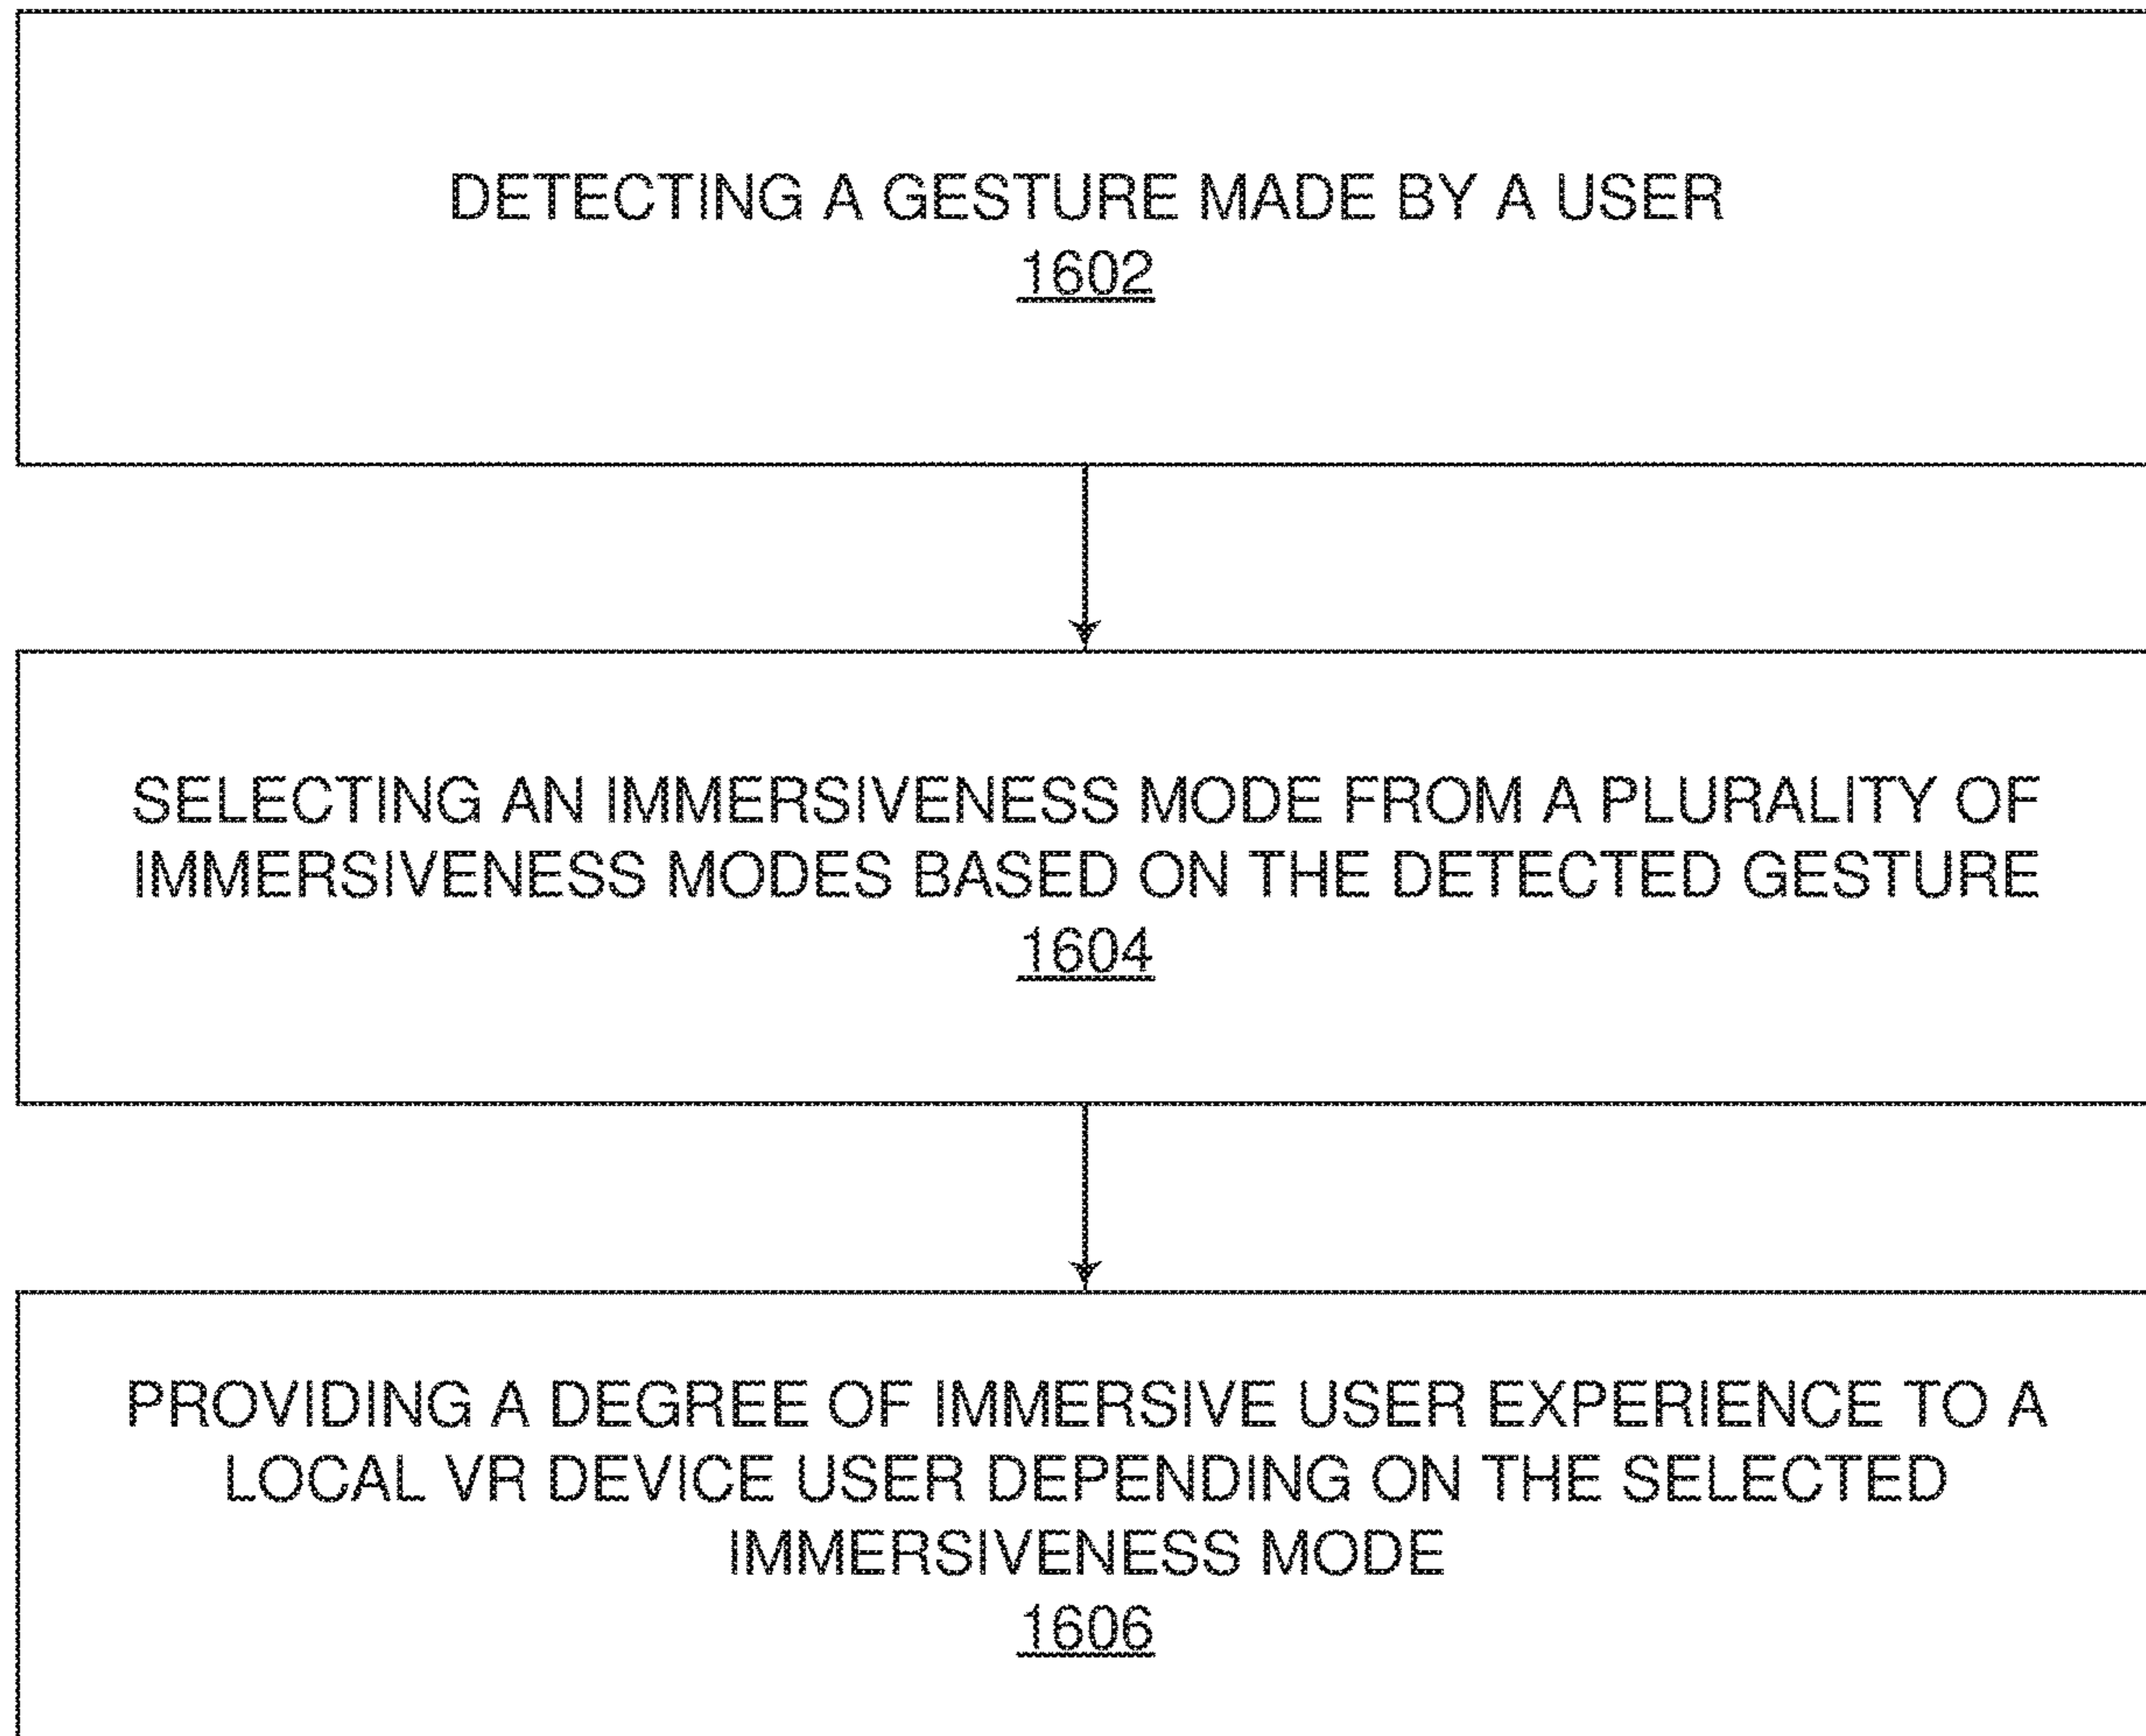 DETECTING A GESTURE MADE BY A USER
1602
SELECTING AN IMMERSIVENESS MODE FROM A PLURALITY OF
IMMERSIVENESS MODES BASED ON THE DETECTED GESTURE
1604
PROVIDING A DEGREE OF IMMERSIVE USER EXPERIENCE TO A
LOCAL VR DEVICE USER DEPENDING ON THE SELECTED
IMMERSIVENESS MODE
1606